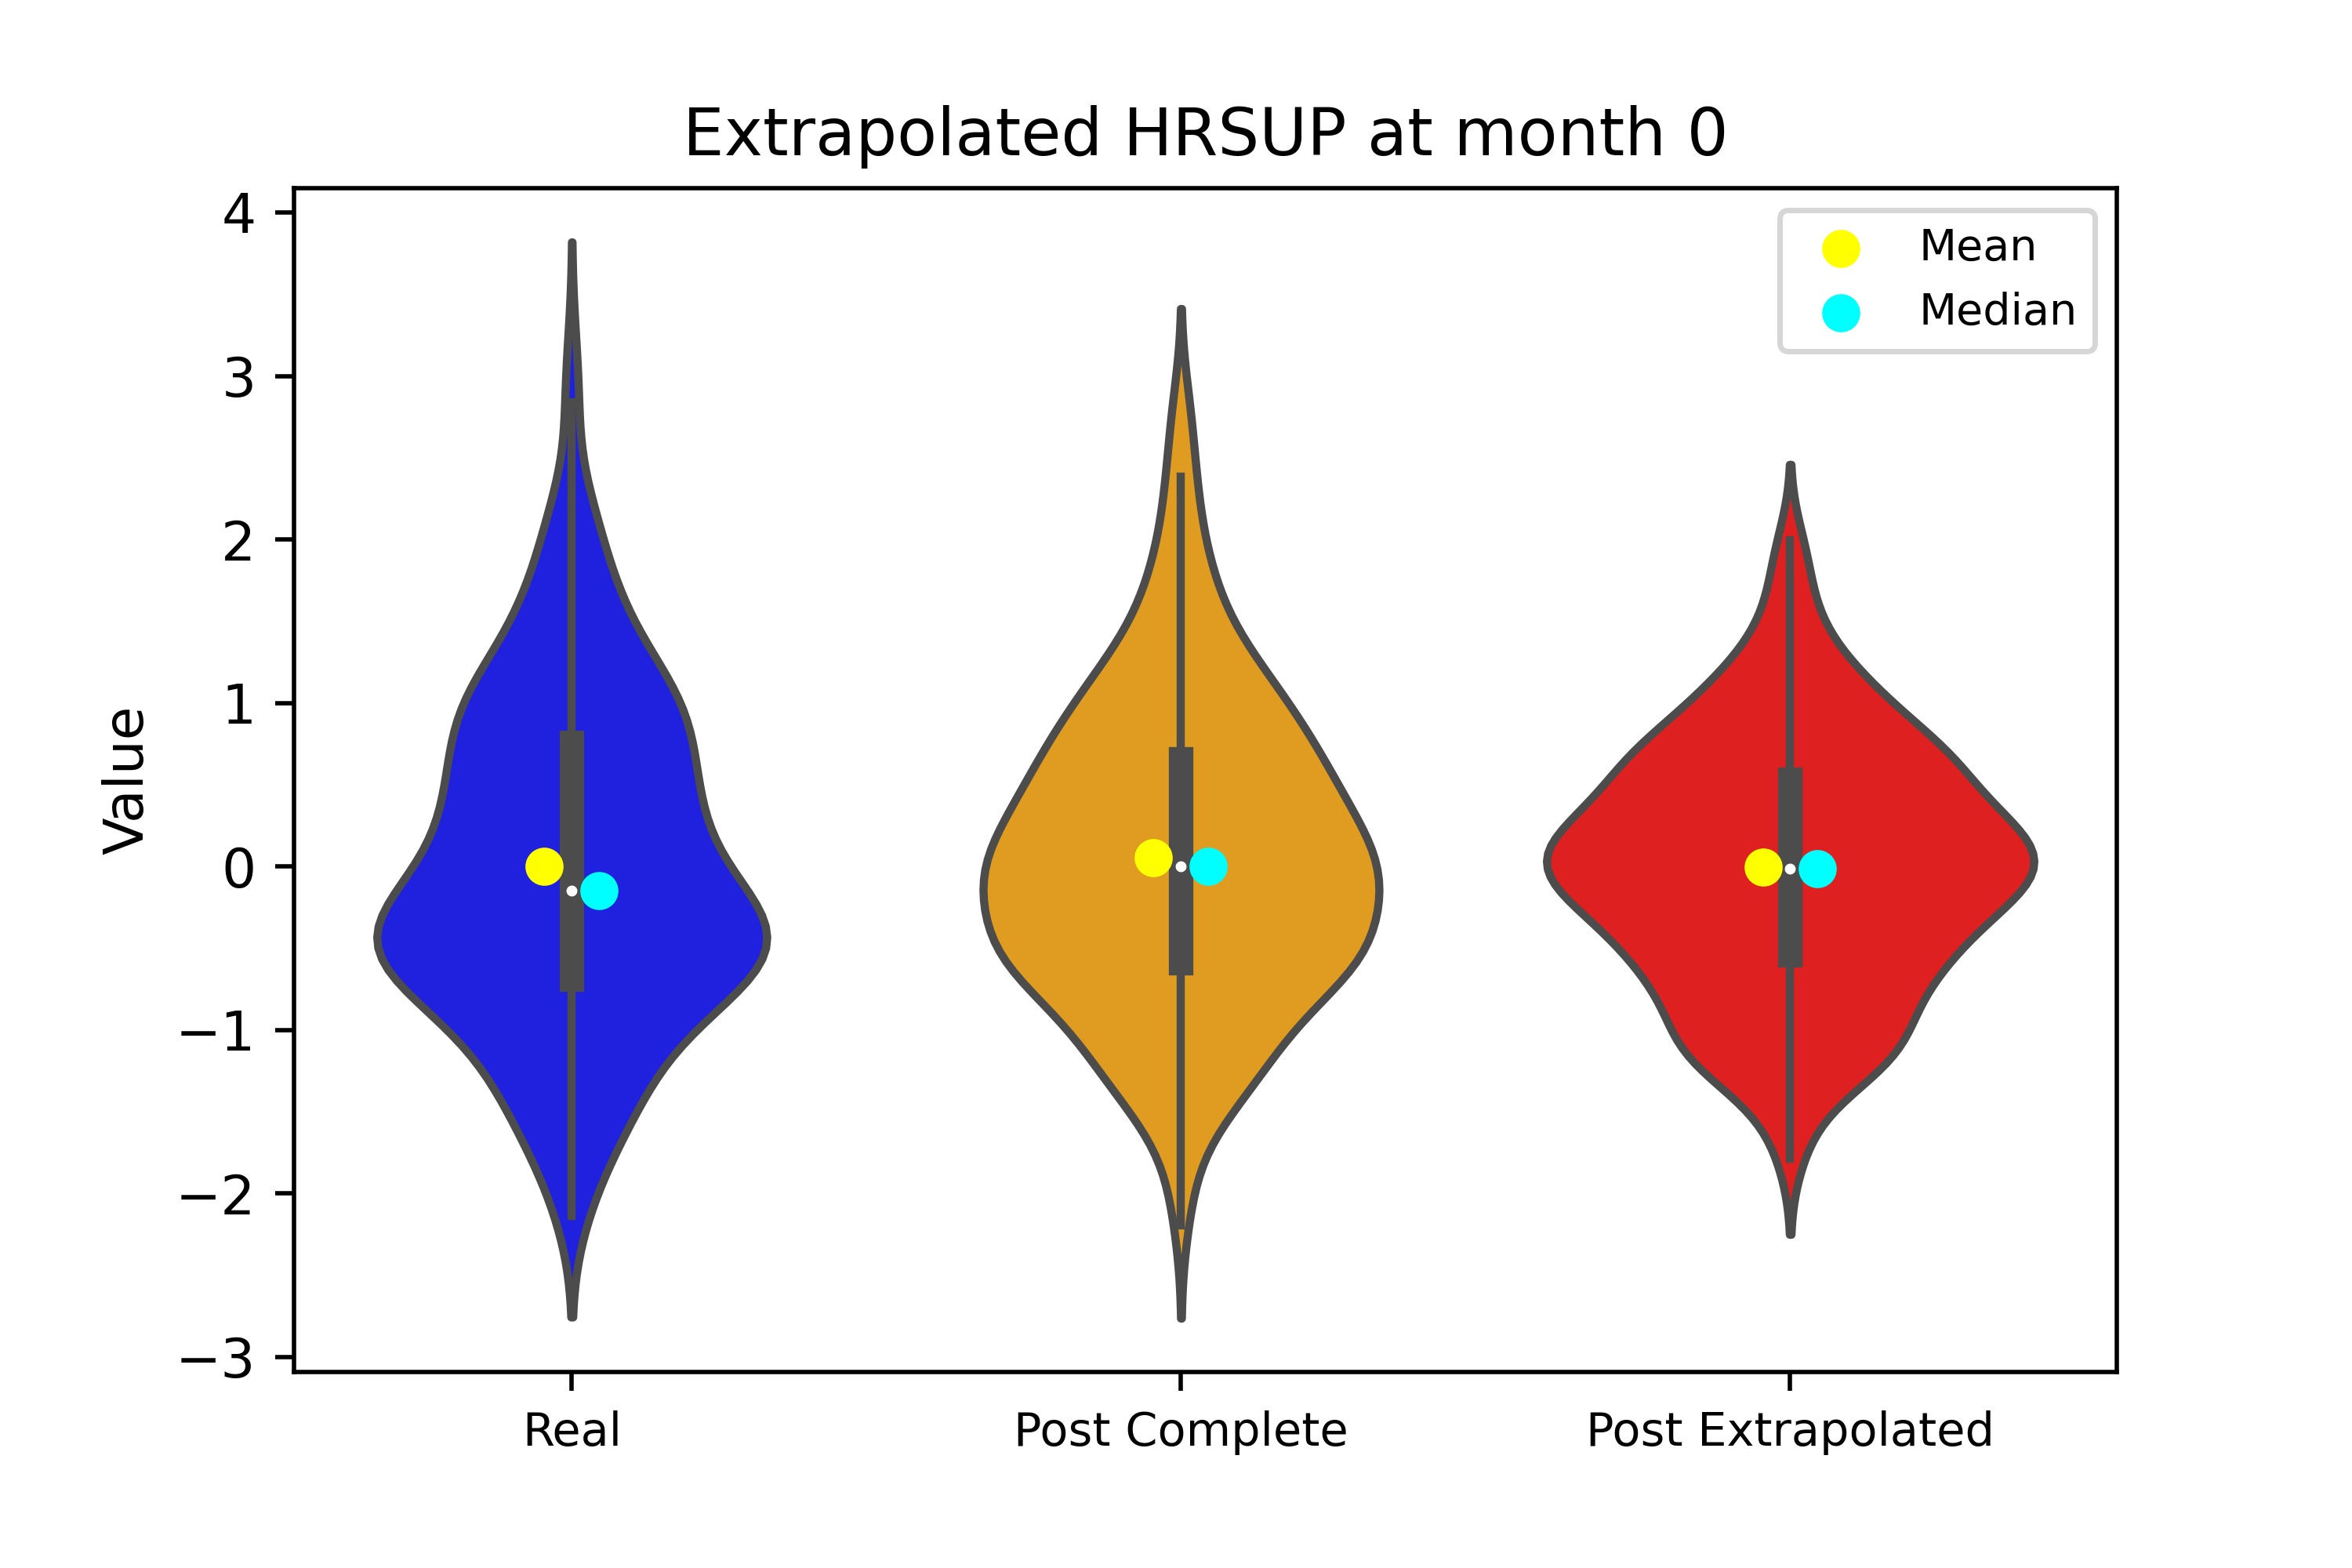 Extrapolated HRSUP at month 0
Mean
Median
4
3
2
1
0
−1
−2
−3
Value
Real
Post Complete
Post Extrapolated